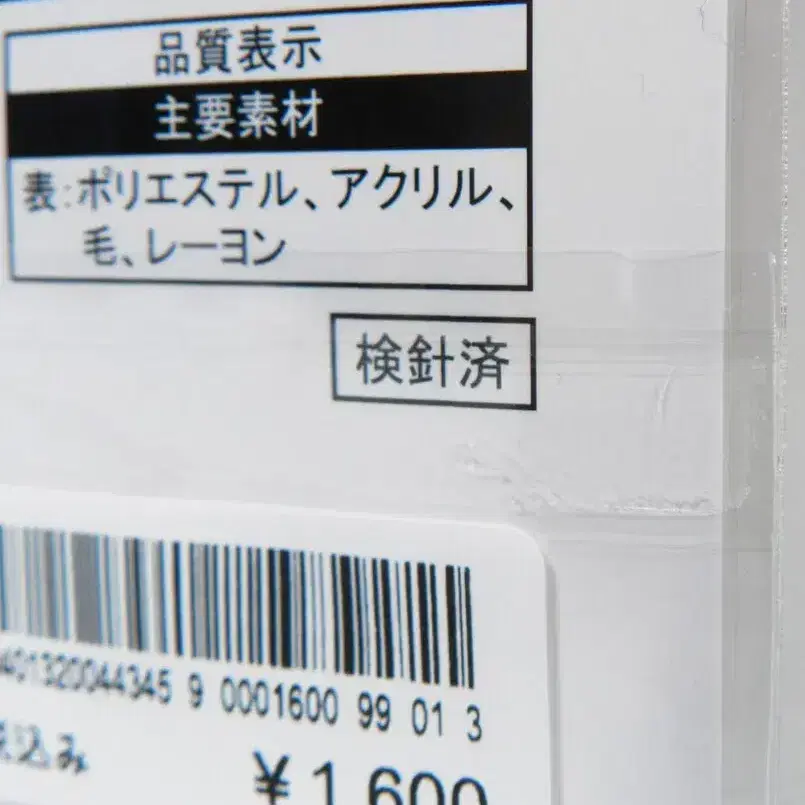 品質表示
主要素材
表:ポリエステル、アクリル、
毛、レーヨン
検針済
401320044345 9 0001600 99 01 3
込み
¥1,600